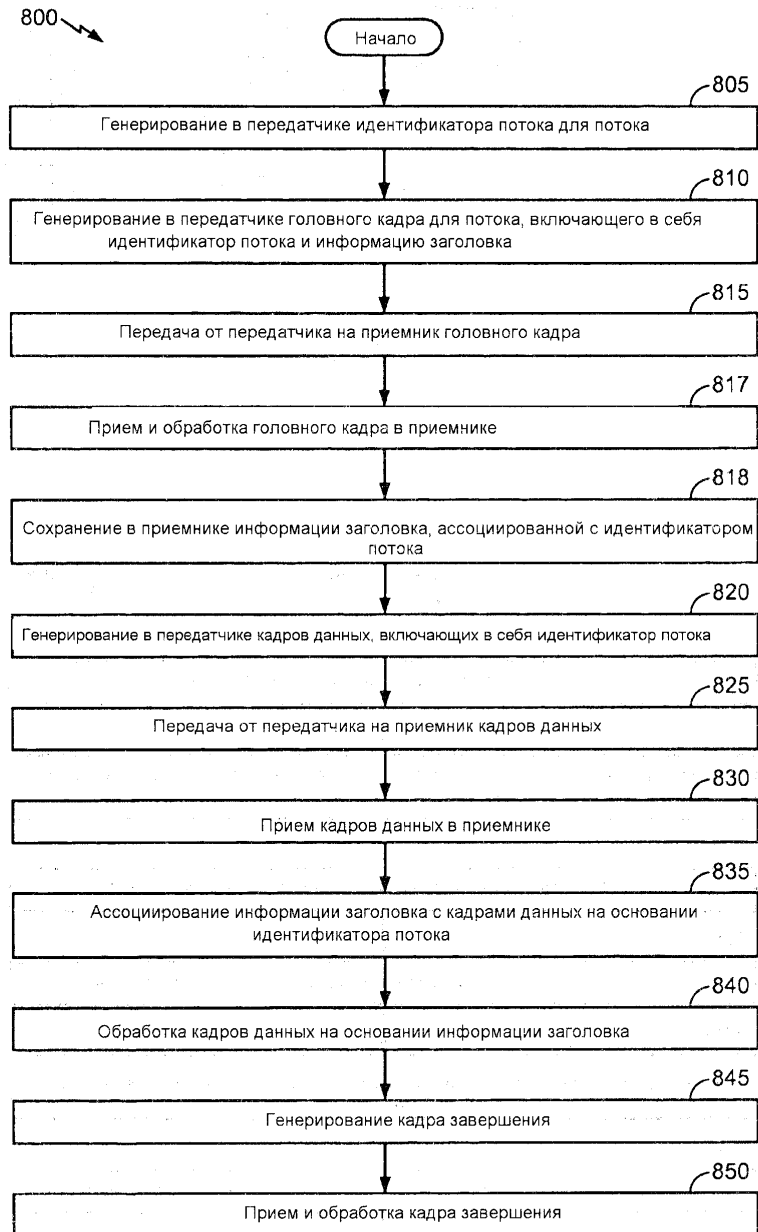 800
Начало
805
Генерирование в передатчике идентификатора потока для потока
810
Генерирование в передатчике головного кадра для потока, включающего в себя
идентификатор потока и информацию заголовка
815
Передача от передатчика на приемник головного кадра
817
Прием и обработка головного кадра в приемнике
818
Сохранение в приемнике информации заголовка, ассоциированной с идентификатором
потока
820
Генерирование в передатчике кадров данных, включающих в себя идентификатор потока
825
Передача от передатчика на приемник кадров данных
830
Прием кадров данных в приемнике
835
Ассоциирование информации заголовка с кадрами данных на основании
идентификатора потока
840
Обработка кадров данных на основании информации заголовка
845
Генерирование кадра завершения
850
Прием и обработка кадра завершения